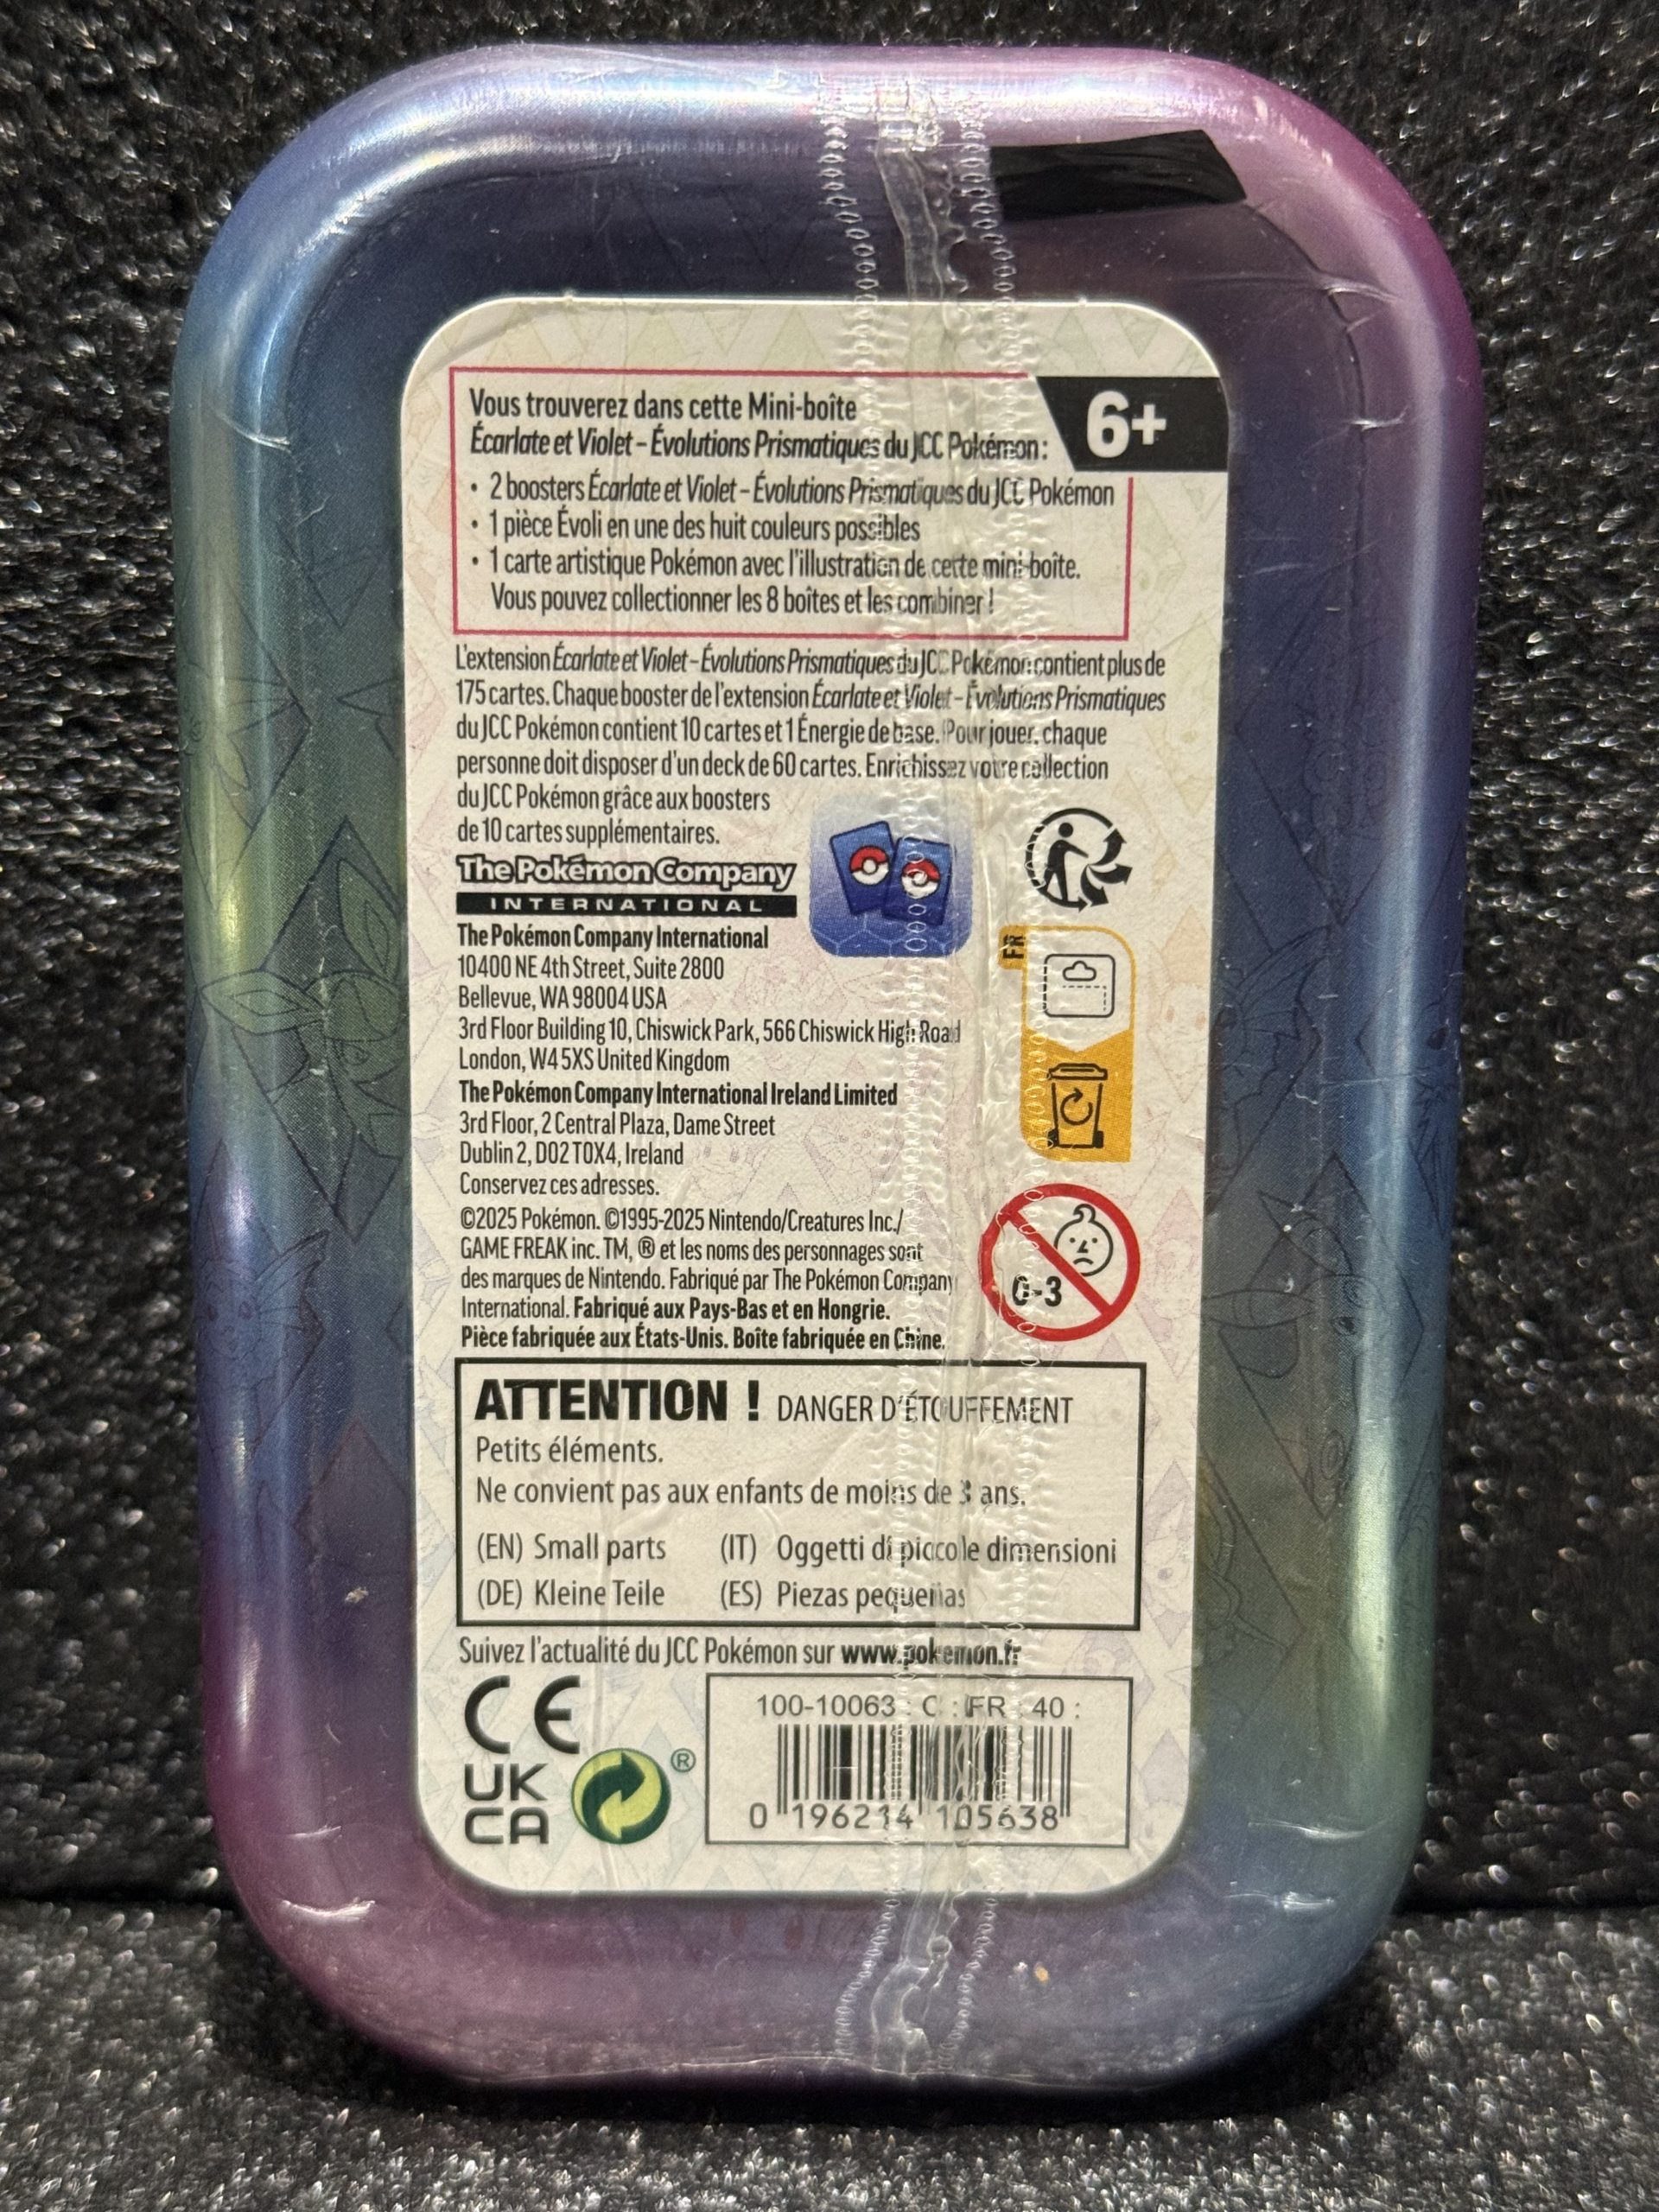 6+
Vous trouverez dans cette Mini-boîte
Écarlate et Violet – Évolutions Prismatiques du JCC Pokémon :
• 2 boosters Écarlate et Violet – Évolutions Prismatiques du JCC Pokémon
• 1 pièce Évoli en une des huit couleurs possibles
• 1 carte artistique Pokémon avec l'illustration de cette mini-boîte.
Vous pouvez collectionner les 8 boîtes et les combiner !
L'extension Écarlate et Violet – Évolutions Prismatiques du JCC Pokémon contient plus de
175 cartes. Chaque booster de l'extension Écarlate et Violet – Évolutions Prismatiques
du JCC Pokémon contient 10 cartes et 1 Énergie de base. Pour jouer, chaque
personne doit disposer d'un deck de 60 cartes. Enrichissez votre collection
du JCC Pokémon grâce aux boosters
de 10 cartes supplémentaires.
The Pokémon Company
INTERNATIONAL
The Pokémon Company International
10400 NE 4th Street, Suite 2800
Bellevue, WA 98004 USA
3rd Floor Building 10, Chiswick Park, 566 Chiswick High Road
London, W4 5XS United Kingdom
The Pokémon Company International Ireland Limited
3rd Floor, 2 Central Plaza, Dame Street
Dublin 2, D02 T0X4, Ireland
Conservez ces adresses.
©2025 Pokémon. ©1995-2025 Nintendo/Creatures Inc./
GAME FREAK inc. TM, ® et les noms des personnages sont
des marques de Nintendo. Fabriqué par The Pokémon Company
International. Fabriqué aux Pays-Bas et en Hongrie.
Pièce fabriquée aux États-Unis. Boîte fabriquée en Chine.
FR
0-3
ATTENTION ! DANGER D'ÉTOUFFEMENT
Petits éléments.
Ne convient pas aux enfants de moins de 3 ans.
(EN) Small parts (IT) Oggetti di piccole dimensioni
(DE) Kleine Teile (ES) Piezas pequeñas
Suivez l'actualité du JCC Pokémon sur www.pokemon.fr
CE
UK
CA
®
100-10063 : C : FR : 40 :
0 196214 105638